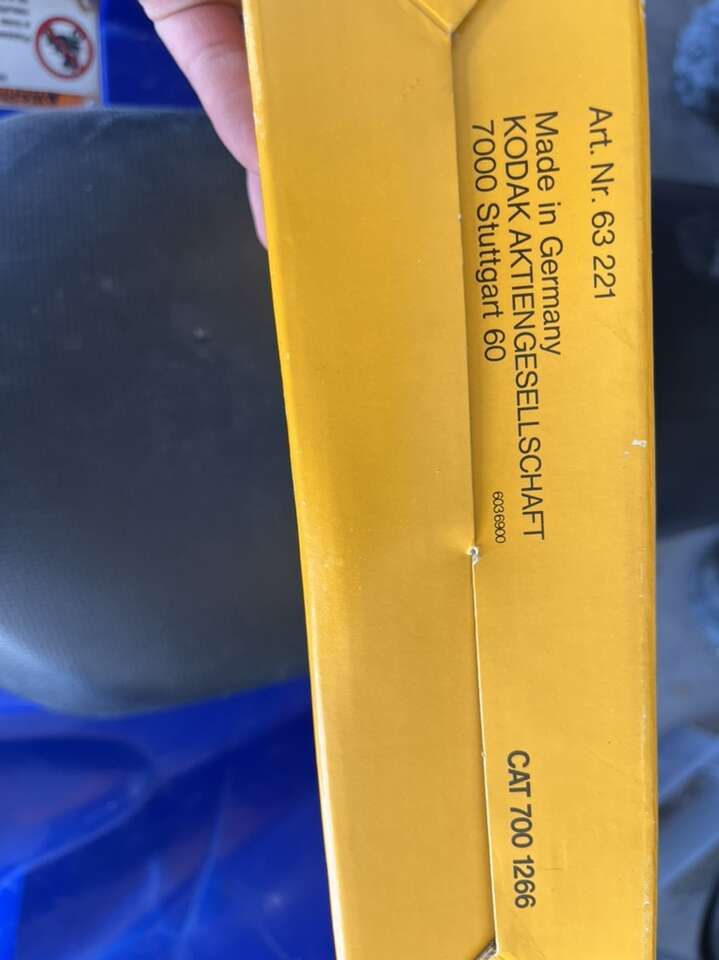 Art. Nr. 63 221
Made in Germany
KODAK AKTIENGESELLSCHAFT
7000 Stuttgart 60
6036900
CAT 700 1266